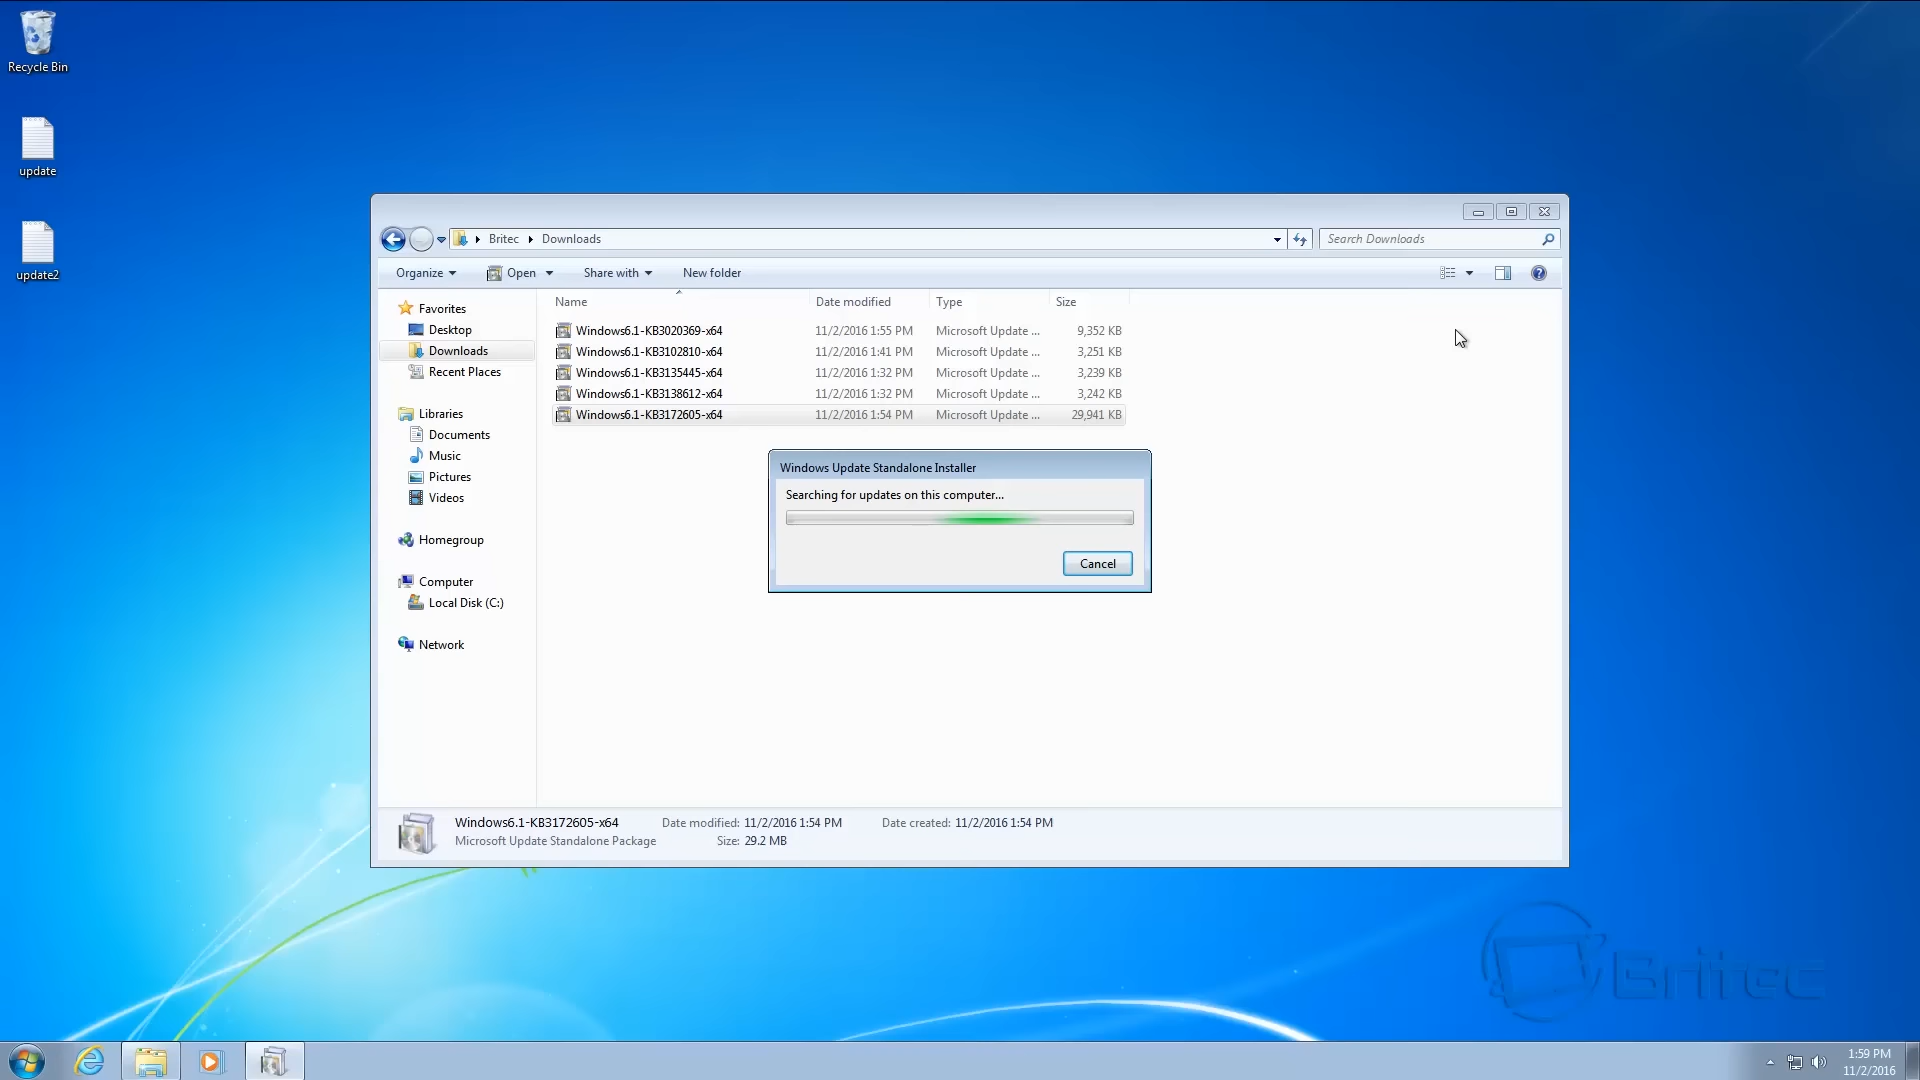 Recycle Bin
update
update2
Britec
Downloads
Search Downloads
Organize
Open
Share with
New folder
Name
Date modified
Type
Size
Favorites
Desktop
Downloads
Recent Places
Libraries
Documents
Music
Pictures
Videos
Homegroup
Computer
Local Disk (C:)
Network
Windows6.1-KB3020369-x64 11/2/2016 1:55 PM Microsoft Update ... 9,352 KB
Windows6.1-KB3102810-x64 11/2/2016 1:41 PM Microsoft Update ... 3,251 KB
Windows6.1-KB3135445-x64 11/2/2016 1:32 PM Microsoft Update ... 3,239 KB
Windows6.1-KB3138612-x64 11/2/2016 1:32 PM Microsoft Update ... 3,242 KB
Windows6.1-KB3172605-x64 11/2/2016 1:54 PM Microsoft Update ... 29,941 KB
Windows Update Standalone Installer
Searching for updates on this computer...
Cancel
Windows6.1-KB3172605-x64 Date modified: 11/2/2016 1:54 PM Date created: 11/2/2016 1:54 PM
Microsoft Update Standalone Package Size: 29.2 MB
Britec
1:59 PM
11/2/2016